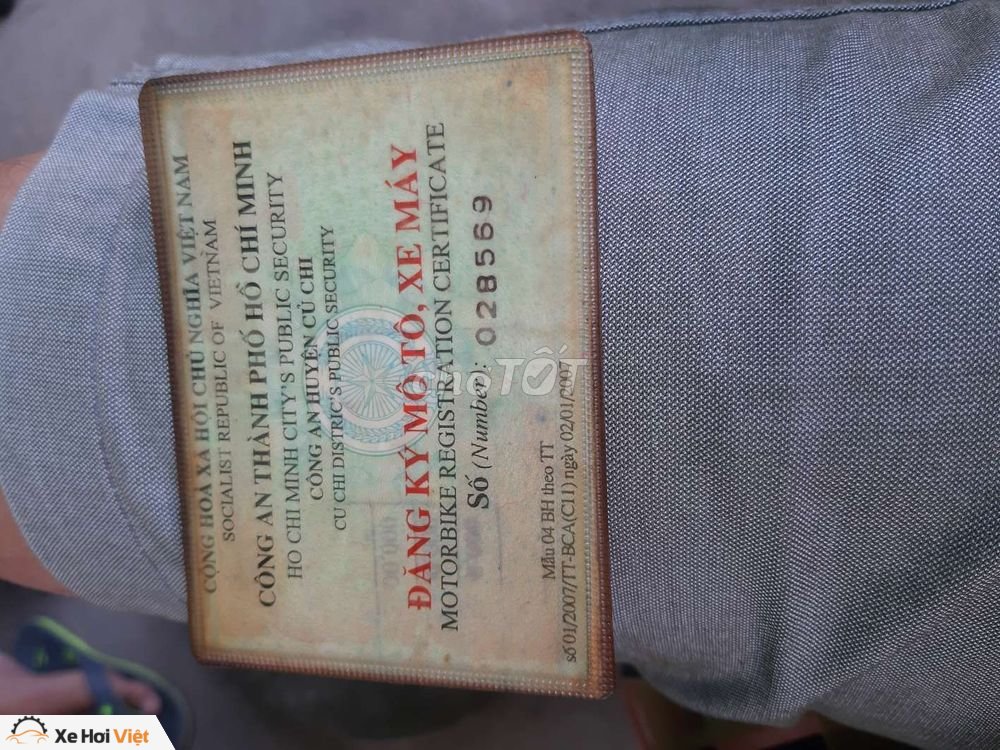 CỘNG HOÀ XÃ HỘI CHỦ NGHĨA VIỆT NAM
SOCIALIST REPUBLIC OF VIETNAM
CÔNG AN THÀNH PHỐ HỒ CHÍ MINH
HO CHI MINH CITY'S PUBLIC SECURITY
CÔNG AN HUYỆN CỦ CHI
CU CHI DISTRIC'S PUBLIC SECURITY
ĐĂNG KÝ MÔ TÔ, XE MÁY
MOTORBIKE REGISTRATION CERTIFICATE
Số (Number): 028569
Mẫu 04 BH theo TT
số 01/2007/TT-BCA(C11) ngày 02/01/2007
choTỐT
Xe Hơi Việt